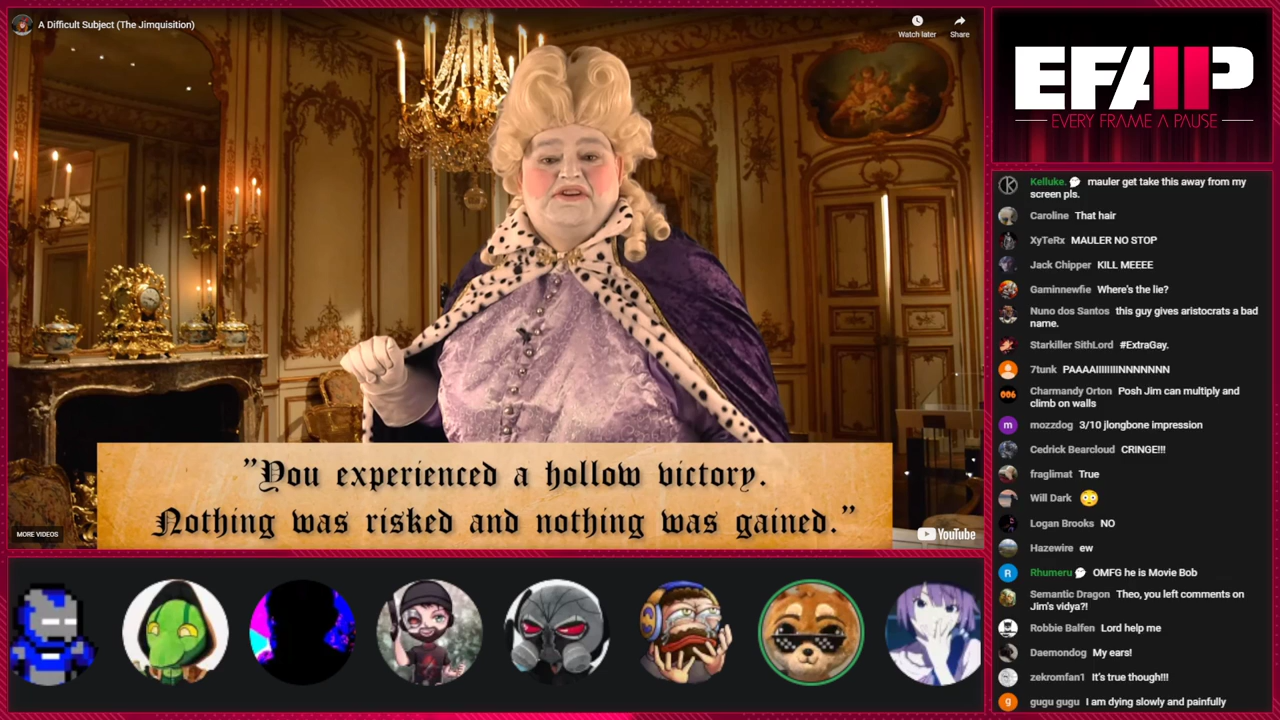 A Difficult Subject (The Jimquisition)
Watch later
Share
"You experienced a hollow victory.
Nothing was risked and nothing was gained."
MORE VIDEOS
YouTube
EFAP
EVERY FRAME A PAUSE
Kelluke. mauler get take this away from my
screen pls.
Caroline That hair
XyTeRx MAULER NO STOP
Jack Chipper KILL MEEEE
Gaminnewfie Where's the lie?
Nuno dos Santos this guy gives aristocrats a bad
name.
Starkiller SithLord #ExtraGay.
7tunk PAAAIIIIIIIIINNNNNNN
006
Charmandy Orton Posh Jim can multiply and
climb on walls
m
mozzdog 3/10 jlongbone impression
Cedrick Bearcloud CRINGE!!!
fraglimat True
Will Dark 😳
Logan Brooks NO
Hazewire ew
R
Rhumeru OMFG he is Movie Bob
Semantic Dragon Theo, you left comments on
Jim's vidya?!
Robbie Balfen Lord help me
Daemondog My ears!
zekromfan1 It's true though!!!
g
gugu gugu I am dying slowly and painfully